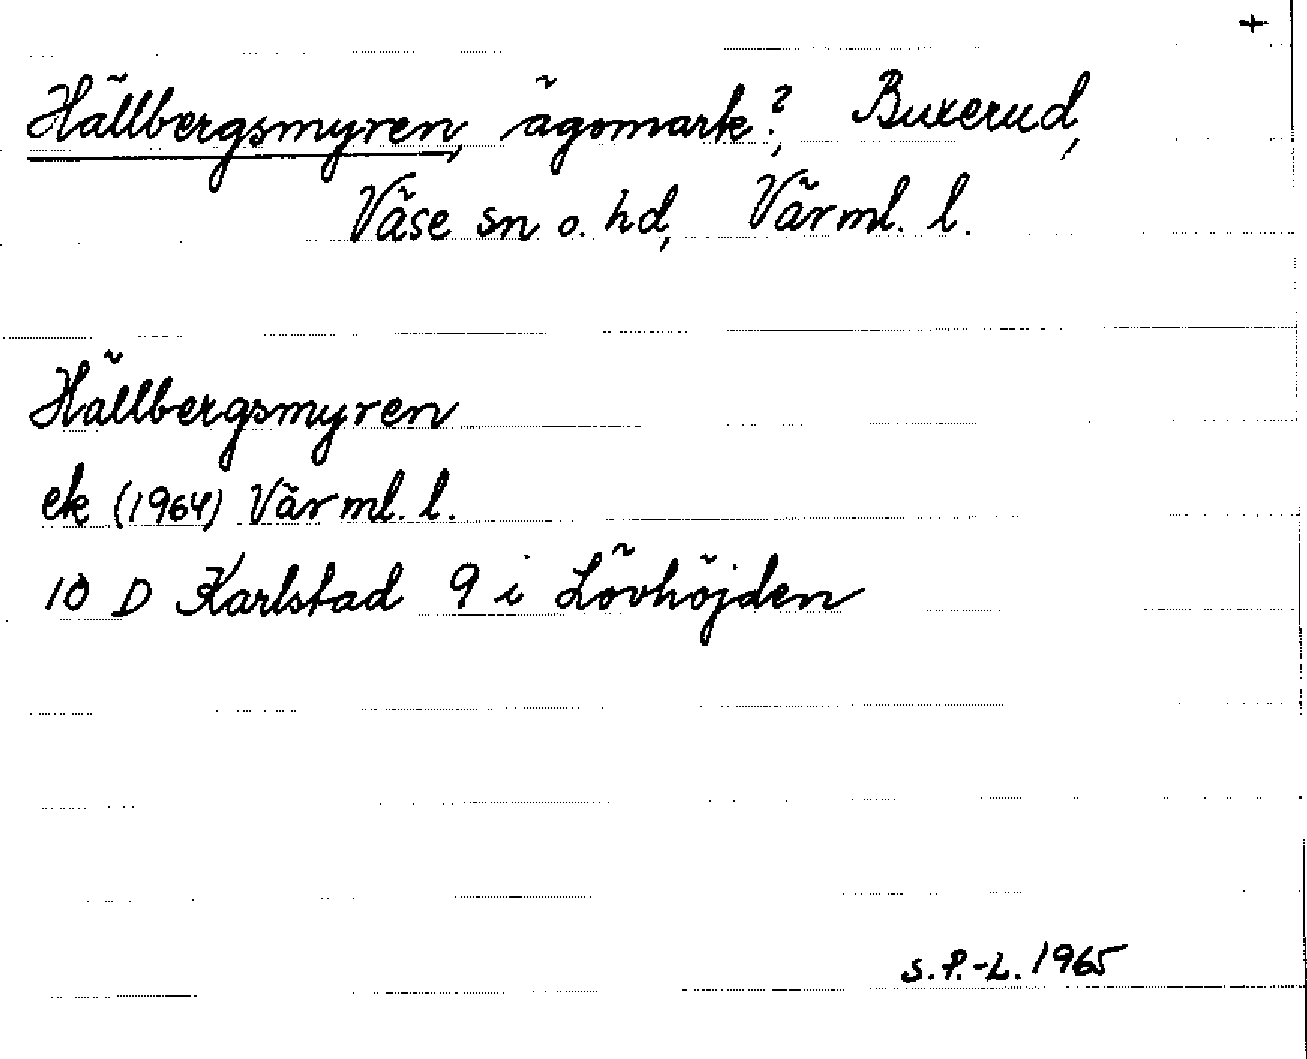 +
Hällbergsmyren, ägomark?, Buxerud,
Väse sn o. hd, Värml. l.
Hällbergsmyren
ek (1964) Värml. l.
10 D Karlstad 9 i Lövhöjden
S.P.-L. 1965